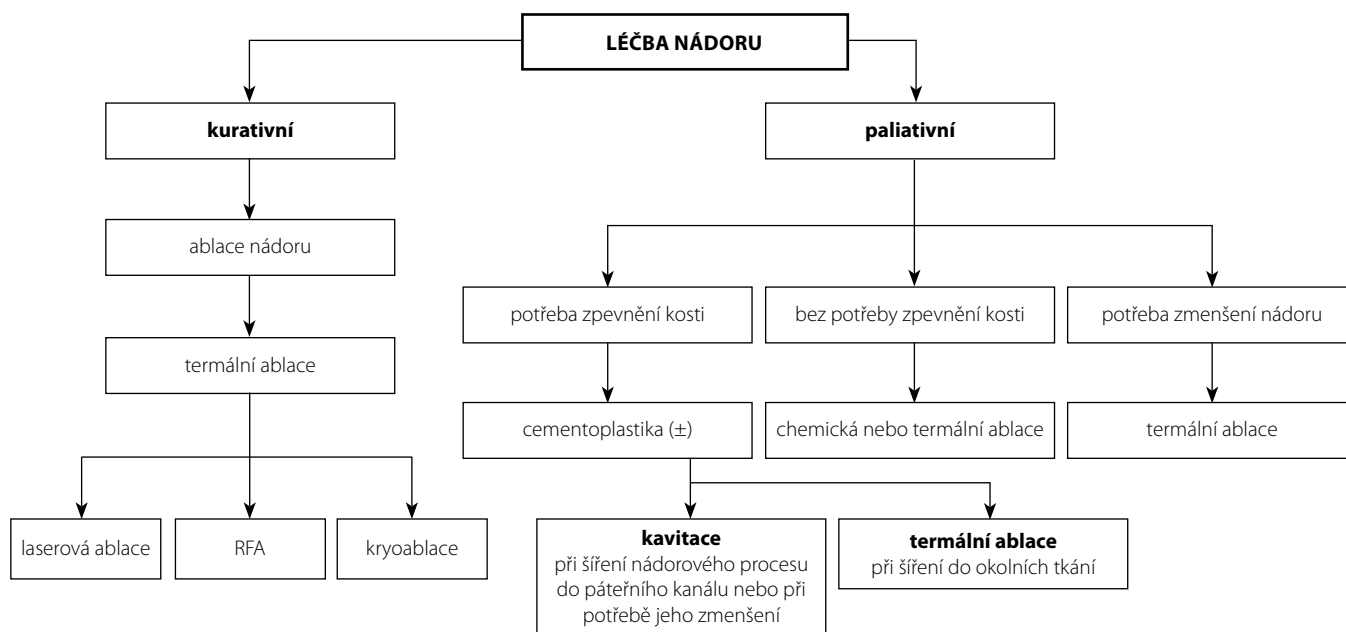 LÉČBA NÁDORU
kurativní
paliativní
ablace nádoru
potřeba zpevnění kosti
bez potřeby zpevnění kosti
potřeba zmenšení nádoru
termální ablace
cementoplastika (±)
chemická nebo termální ablace
termální ablace
laserová ablace
RFA
kryoablace
kavitace
při šíření nádorového procesu
do páteřního kanálu nebo při
potřebě jeho zmenšení
termální ablace
při šíření do okolních tkání